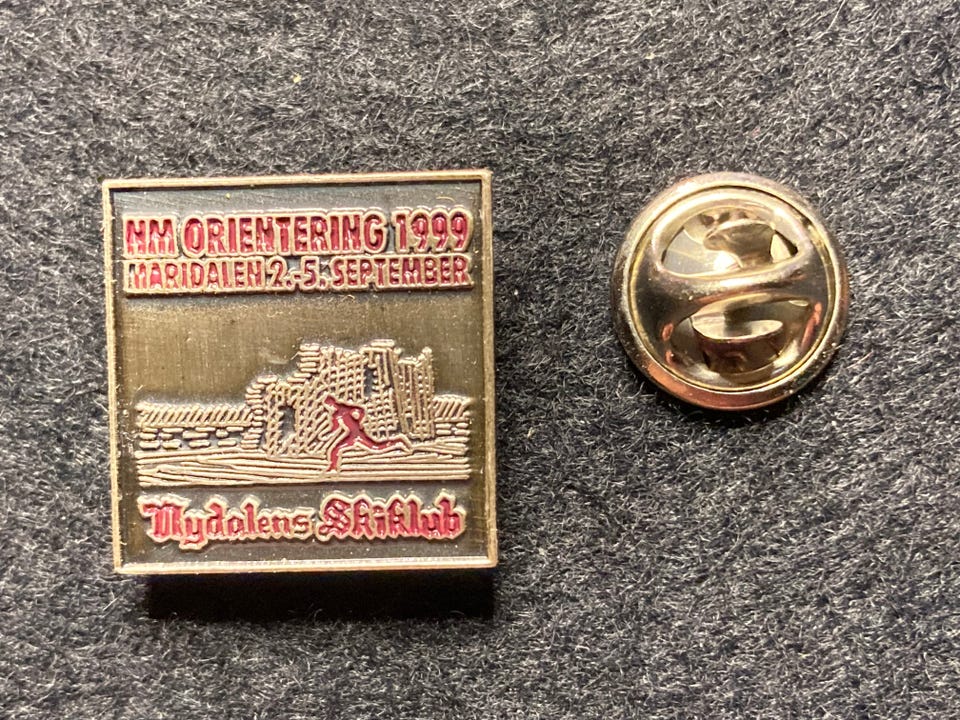 NM ORIENTERING 1999
MARIDALEN 2.-5. SEPTEMBER
Nydalens Skiklub